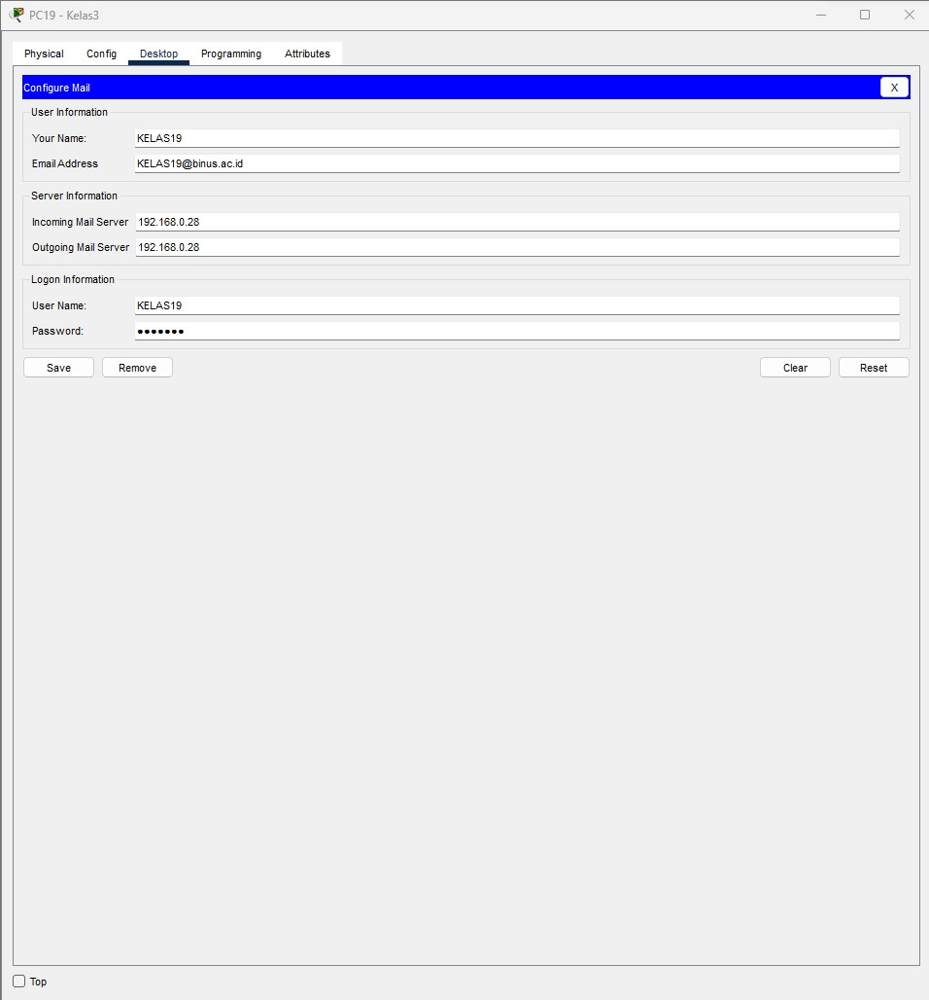 PC19 - Kelas3
Physical Config Desktop Programming Attributes
Configure Mail X
User Information
Your Name: KELAS19
Email Address KELAS19@binus.ac.id
Server Information
Incoming Mail Server 192.168.0.28
Outgoing Mail Server 192.168.0.28
Logon Information
User Name: KELAS19
Password: •••••••
Save Remove Clear Reset
Top